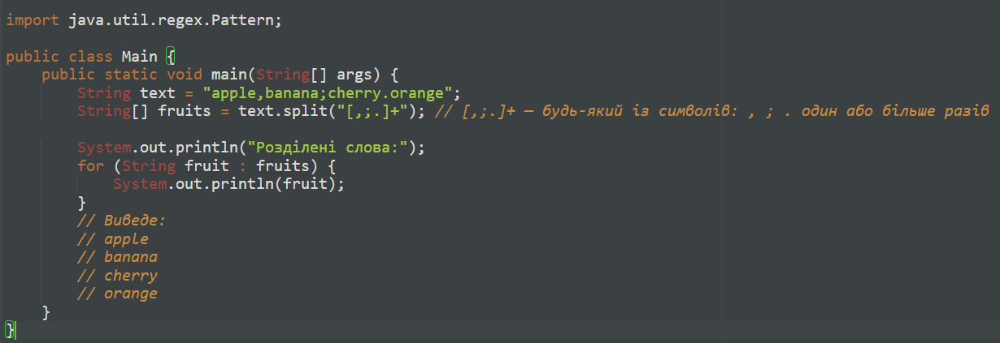 import java.util.regex.Pattern;
public class Main {
public static void main(String[] args) {
String text = "apple,banana;cherry.orange";
String[] fruits = text.split("[,;.]+"); // [,;.]+ — будь-який із символів: , ; . один або більше разів
System.out.println("Розділені слова:");
for (String fruit : fruits) {
System.out.println(fruit);
}
// Виведе:
// apple
// banana
// cherry
// orange
}
}